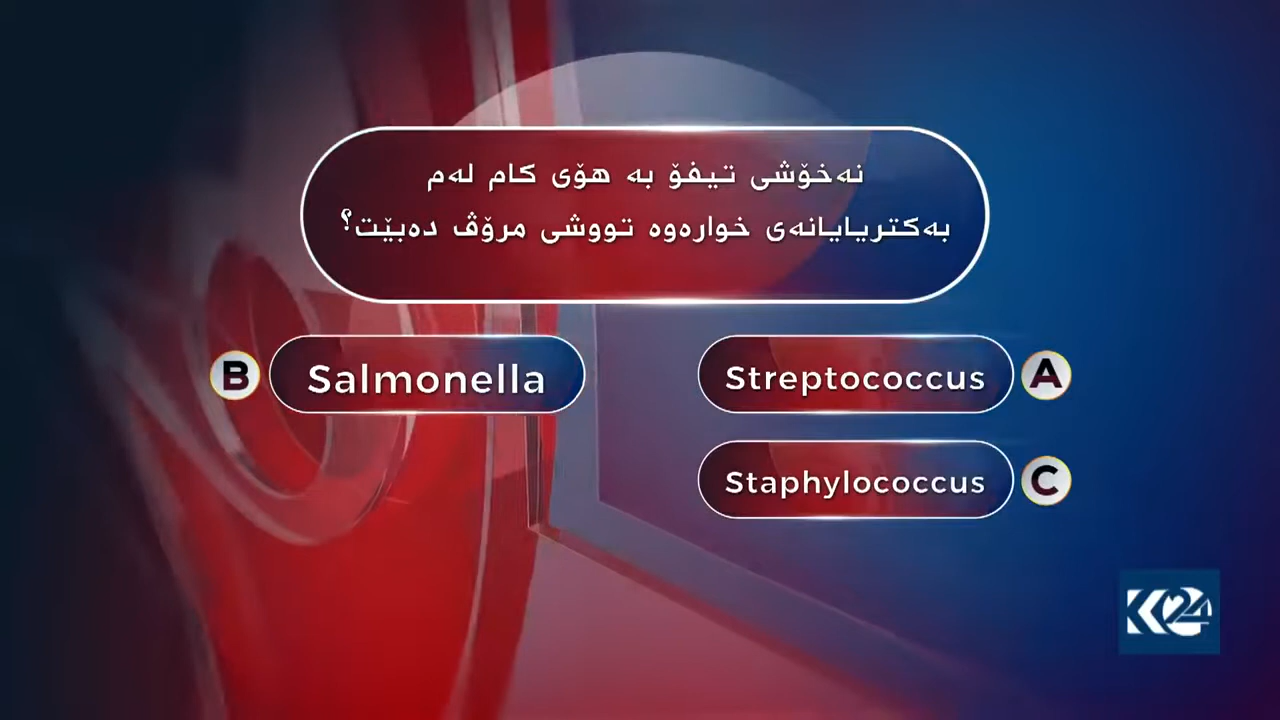 نەخۆشی تیفۆ بە هۆی کام لەم
بەکتریایانەی خوارەوە تووشی مرۆڤ دەبێت؟
Streptococcus A
B Salmonella
Staphylococcus C
K24